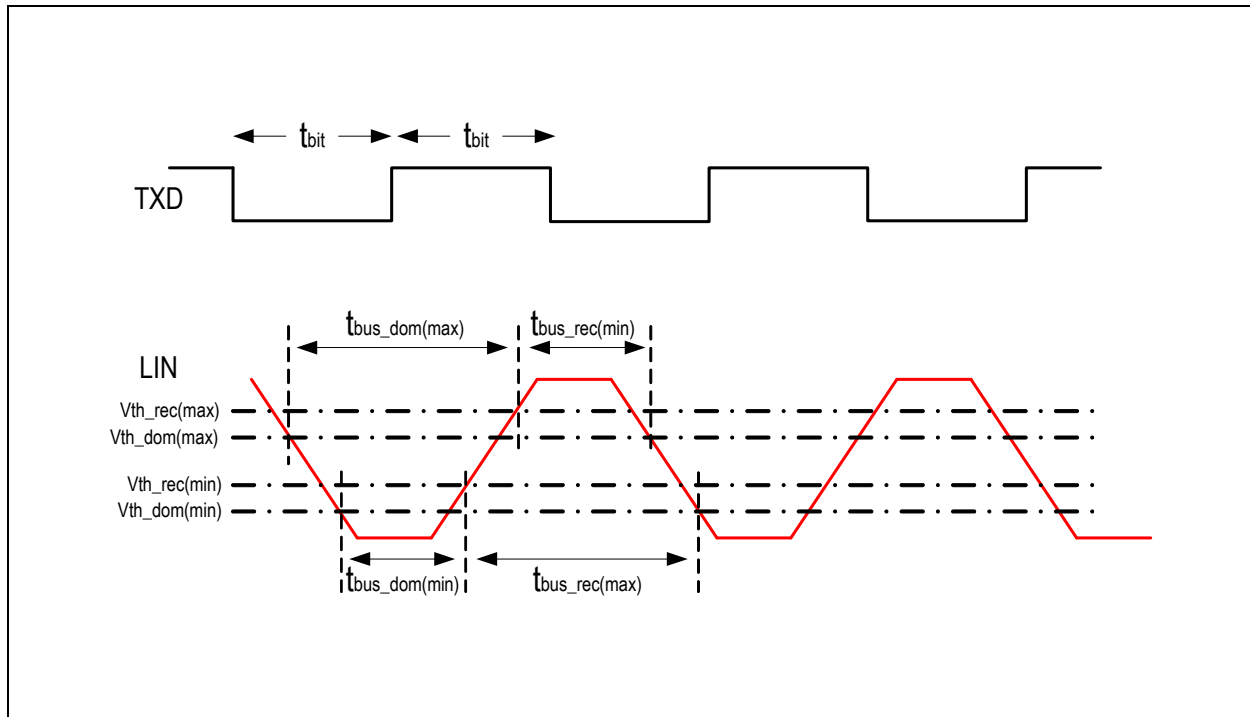 tbit tbit
TXD
tbus_dom(max) tbus_rec(min)
LIN
Vth_rec(max)
Vth_dom(max)
Vth_rec(min)
Vth_dom(min)
tbus_dom(min) tbus_rec(max)